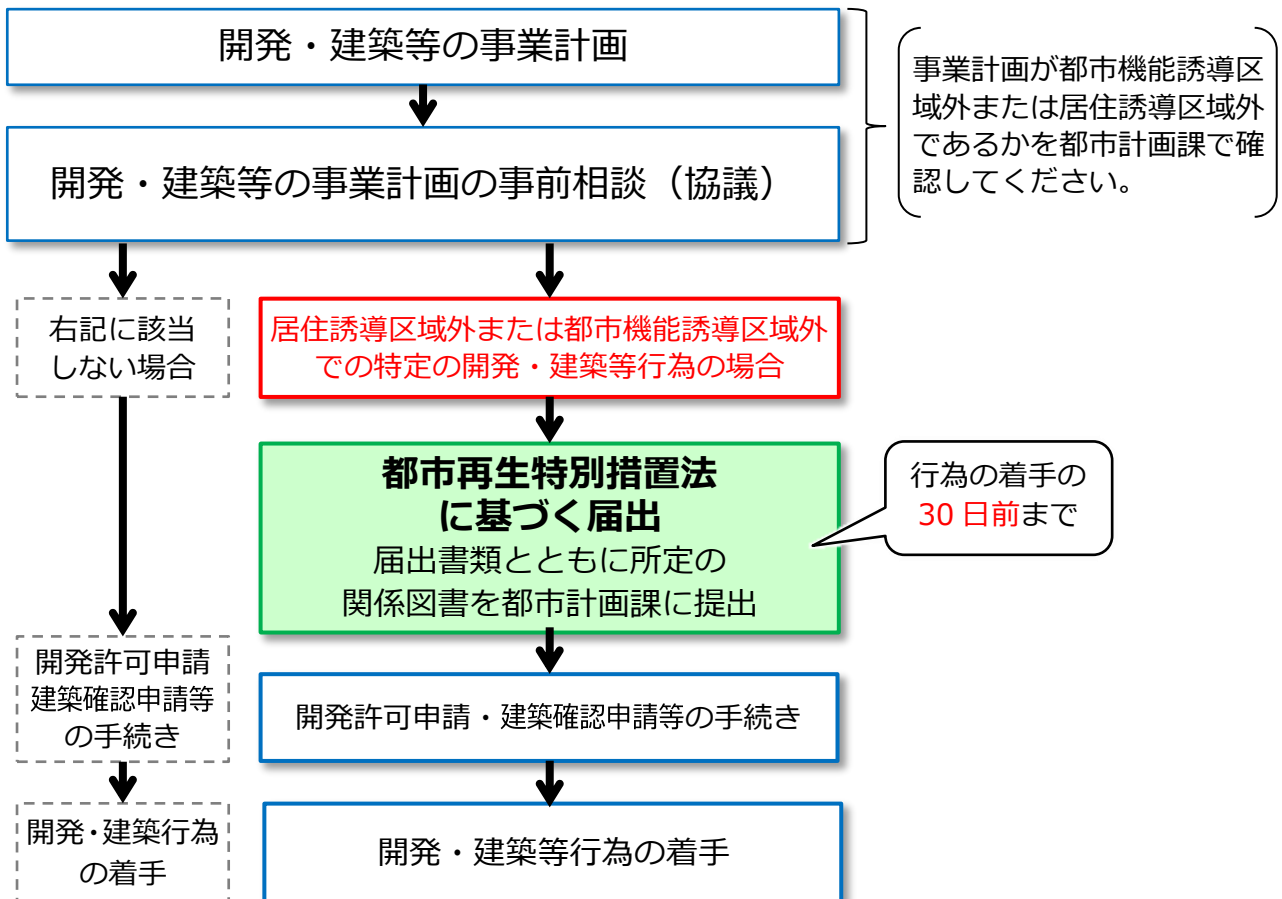 開発・建築等の事業計画
事業計画が都市機能誘導区
域外または居住誘導区域外
であるかを都市計画課で確
認してください。
開発・建築等の事業計画の事前相談（協議）
右記に該当
しない場合
居住誘導区域外または都市機能誘導区域外
での特定の開発・建築等行為の場合
都市再生特別措置法
に基づく届出
届出書類とともに所定の
関係図書を都市計画課に提出
行為の着手の
30 日前まで
開発許可申請
建築確認申請等
の手続き
開発許可申請・建築確認申請等の手続き
開発・建築行為
の着手
開発・建築等行為の着手